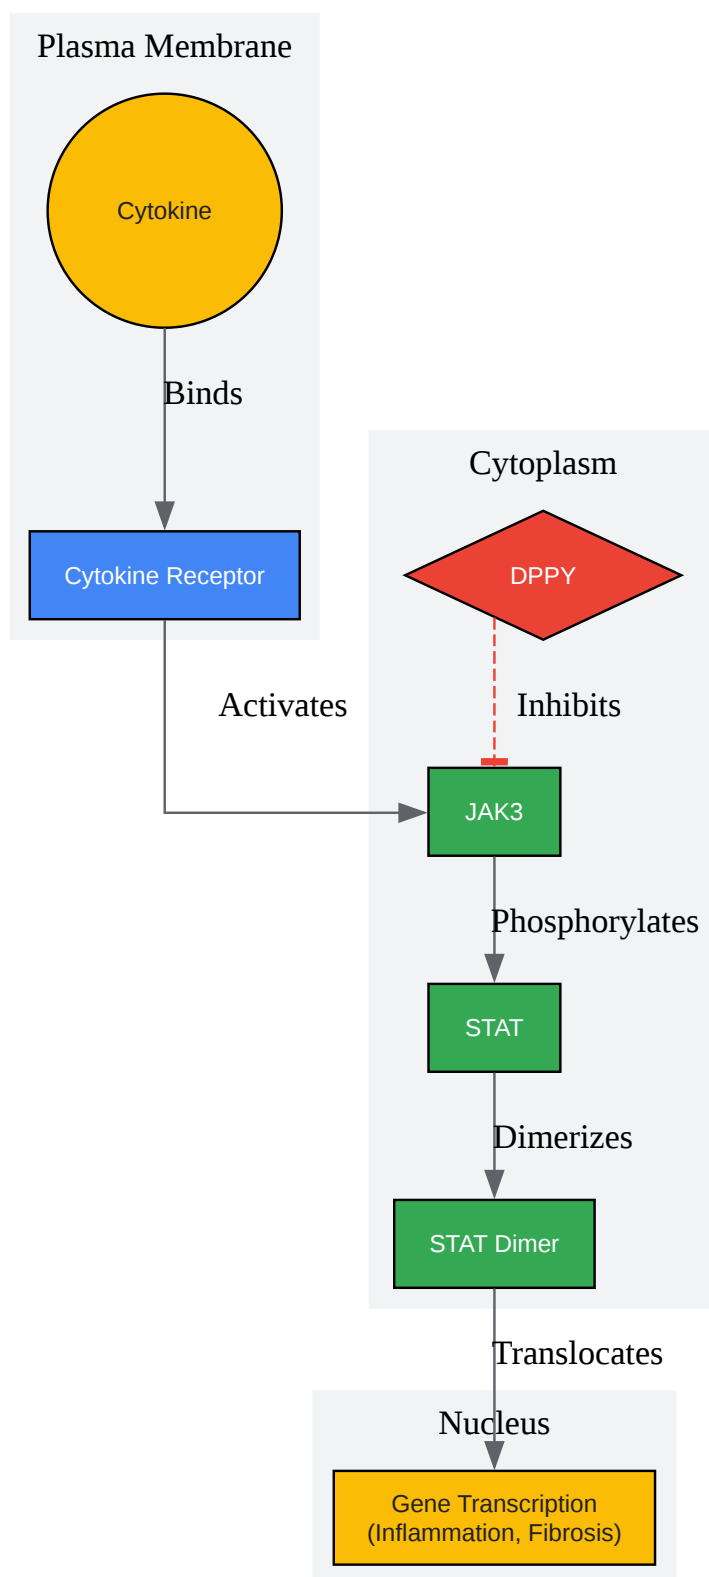 Plasma Membrane
Cytokine
Binds
Cytokine Receptor
Activates
Cytoplasm
DPPY
Inhibits
JAK3
Phosphorylates
STAT
Dimerizes
STAT Dimer
Translocates
Nucleus
Gene Transcription
(Inflammation, Fibrosis)